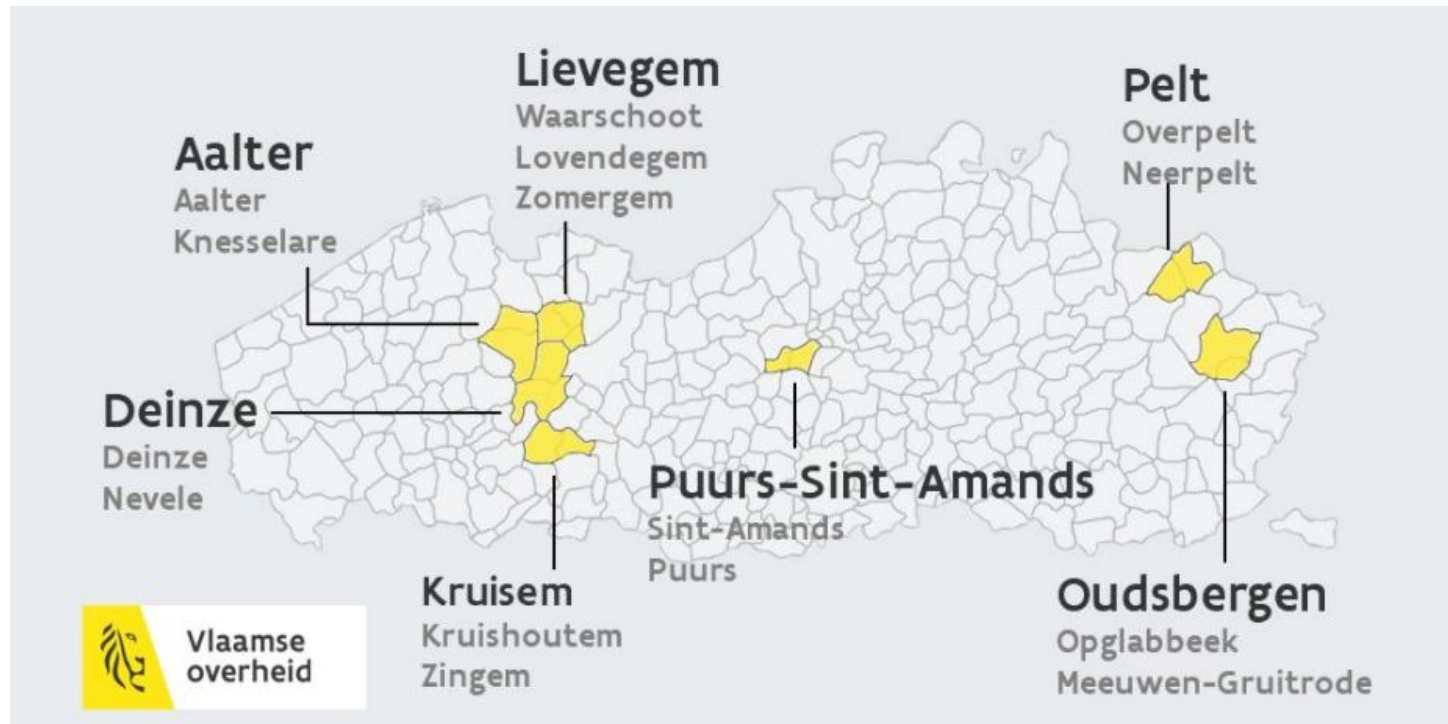 Lievegem
Waarschoot
Lovendegem
Zomergem
Pelt
Overpelt
Neerpelt
Aalter
Aalter
Knesselare
Deinze
Deinze
Nevele
Puurs-Sint-Amands
Sint-Amands
Puurs
Kruisem
Kruishoutem
Zingem
Oudsbergen
Opglabbeek
Meeuwen-Gruitrode
Vlaamse
overheid